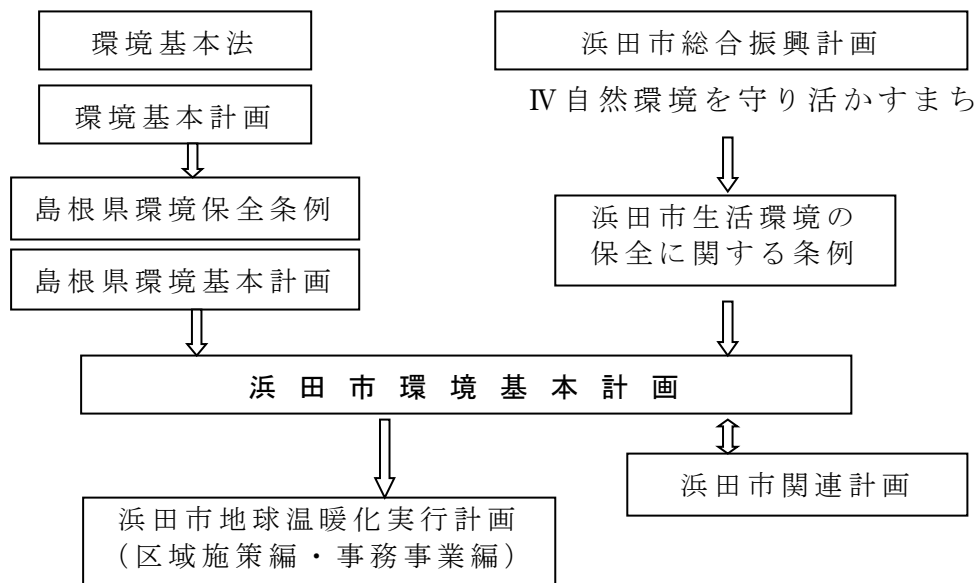 環境基本法
環境基本計画
島根県環境保全条例
島根県環境基本計画
浜田市総合振興計画
Ⅳ自然環境を守り活かすまち
浜田市生活環境の
保全に関する条例
浜田市環境基本計画
浜田市関連計画
浜田市地球温暖化実行計画
（区域施策編・事務事業編）